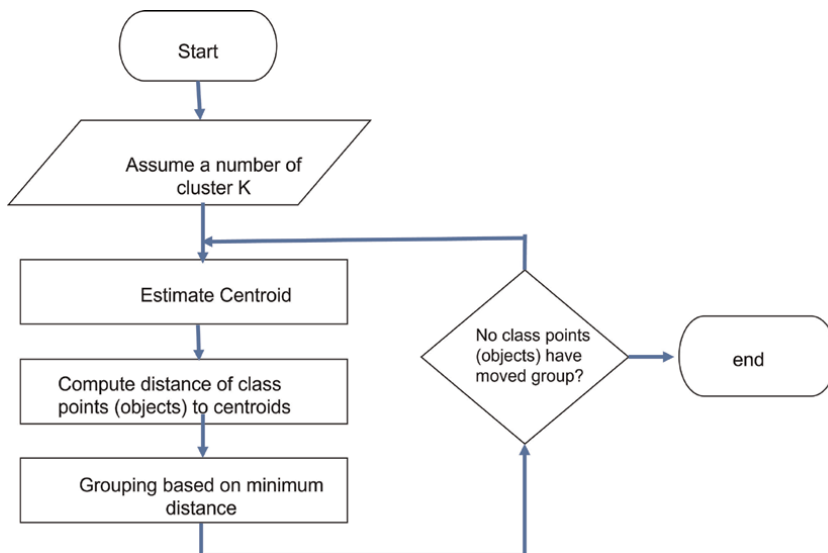 Start
Assume a number of
cluster K
Estimate Centroid
Compute distance of class
points (objects) to centroids
Grouping based on minimum
distance
No class points
(objects) have
moved group?
end